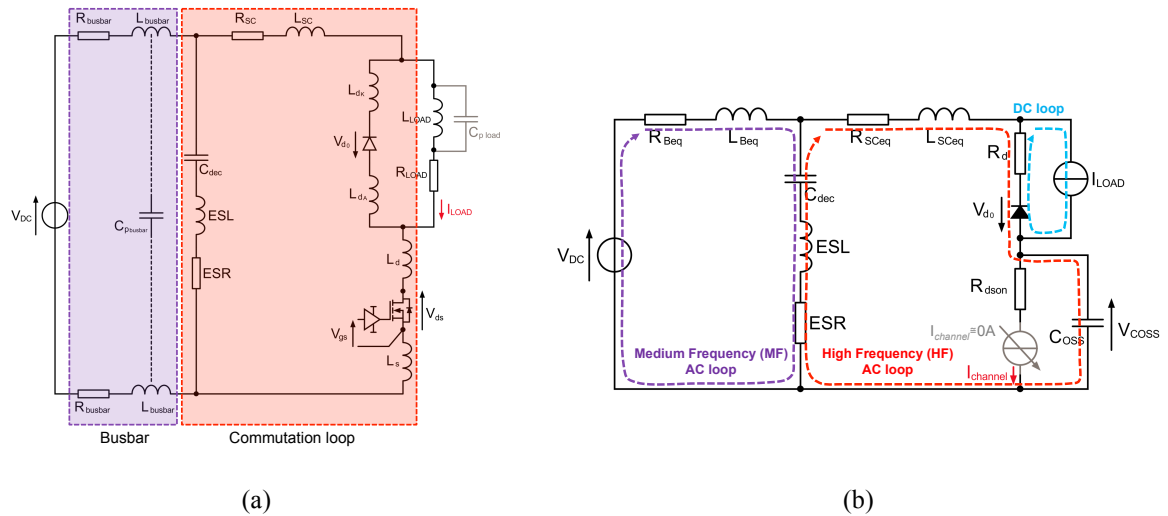 R_busbar L_busbar R_SC L_SC
L_dK
L_LOAD
C_p load
V_d0
R_LOAD
C_dec
L_dA
I_LOAD
V_DC
C_pbusbar
ESL
L_d
ESR
V_ds
V_gs
L_s
R_busbar L_busbar
Busbar Commutation loop
(a)
DC loop
R_Beq L_Beq R_SCeq L_SCeq
R_d
I_LOAD
C_dec
V_d0
V_DC
ESL
R_dson
ESR
I_channel=0A
C_OSS
V_COSS
Medium Frequency (MF)
AC loop
High Frequency (HF)
AC loop
I_channel
(b)